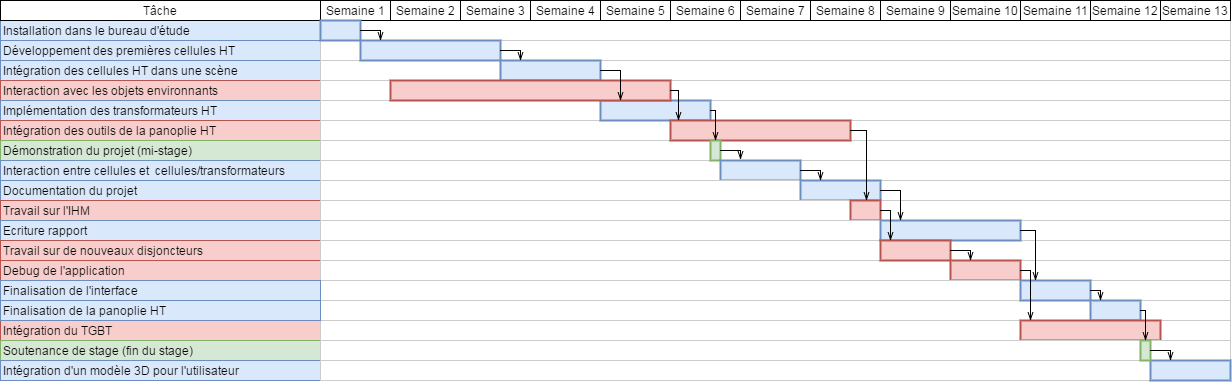 Tâche Semaine 1 Semaine 2 Semaine 3 Semaine 4 Semaine 5 Semaine 6 Semaine 7 Semaine 8 Semaine 9 Semaine 10 Semaine 11 Semaine 12 Semaine 13
Installation dans le bureau d'étude
Développement des premières cellules HT
Intégration des cellules HT dans une scène
Interaction avec les objets environnants
Implémentation des transformateurs HT
Intégration des outils de la panoplie HT
Démonstration du projet (mi-stage)
Interaction entre cellules et cellules/transformateurs
Documentation du projet
Travail sur l'IHM
Ecriture rapport
Travail sur de nouveaux disjoncteurs
Debug de l'application
Finalisation de l'interface
Finalisation de la panoplie HT
Intégration du TGBT
Soutenance de stage (fin du stage)
Intégration d'un modèle 3D pour l'utilisateur